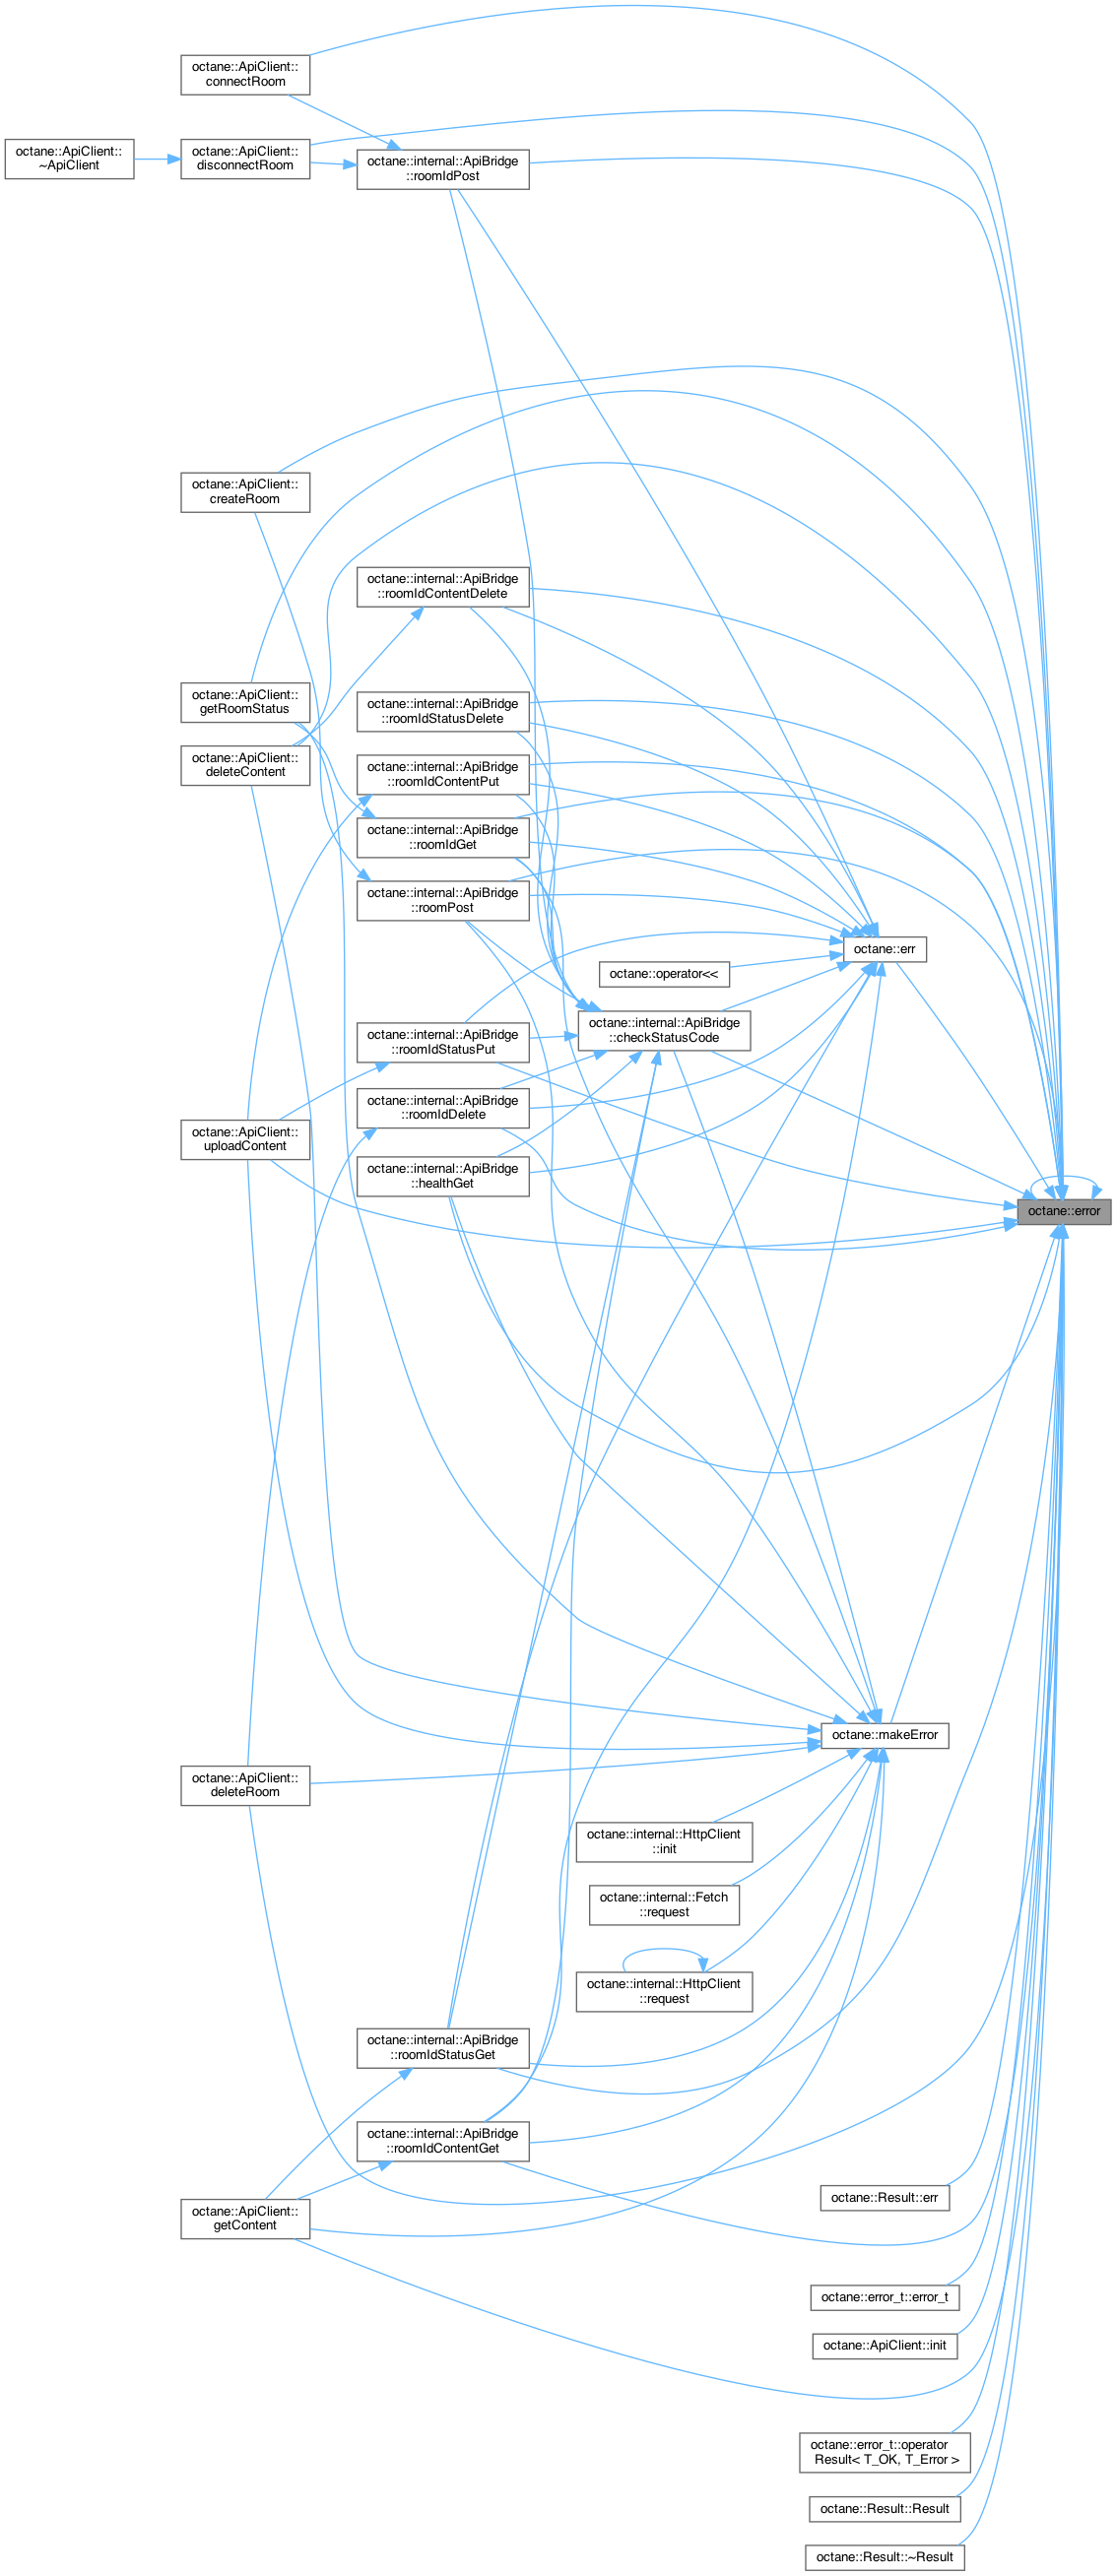 octane::ApiClient::
connectRoom
octane::ApiClient::
~ApiClient
octane::ApiClient::
disconnectRoom
octane::internal::ApiBridge
::roomIdPost
octane::ApiClient::
createRoom
octane::internal::ApiBridge
::roomIdContentDelete
octane::ApiClient::
getRoomStatus
octane::internal::ApiBridge
::roomIdStatusDelete
octane::ApiClient::
deleteContent
octane::internal::ApiBridge
::roomIdContentPut
octane::internal::ApiBridge
::roomIdGet
octane::internal::ApiBridge
::roomPost
octane::err
octane::operator<<
octane::internal::ApiBridge
::checkStatusCode
octane::internal::ApiBridge
::roomIdStatusPut
octane::internal::ApiBridge
::roomIdDelete
octane::ApiClient::
uploadContent
octane::internal::ApiBridge
::healthGet
octane::error
octane::makeError
octane::ApiClient::
deleteRoom
octane::internal::HttpClient
::init
octane::internal::Fetch
::request
octane::internal::HttpClient
::request
octane::internal::ApiBridge
::roomIdStatusGet
octane::internal::ApiBridge
::roomIdContentGet
octane::Result::err
octane::ApiClient::
getContent
octane::error_t::error_t
octane::ApiClient::init
octane::error_t::operator
Result< T_OK, T_Error >
octane::Result::Result
octane::Result::~Result